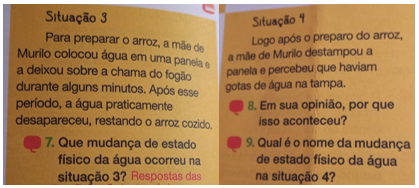 Situação 3
Para preparar o arroz, a mãe de
Murilo colocou água em uma panela e
a deixou sobre a chama do fogão
durante alguns minutos. Após esse
período, a água praticamente
desapareceu, restando o arroz cozido.
7. Que mudança de estado
físico da água ocorreu na
situação 3? Respostas das
Situação 4
Logo após o preparo do arroz,
a mãe de Murilo destampou a
panela e percebeu que haviam
gotas de água na tampa.
8. Em sua opinião, por que
isso aconteceu?
9. Qual é o nome da mudança
de estado físico da água
na situação 4?